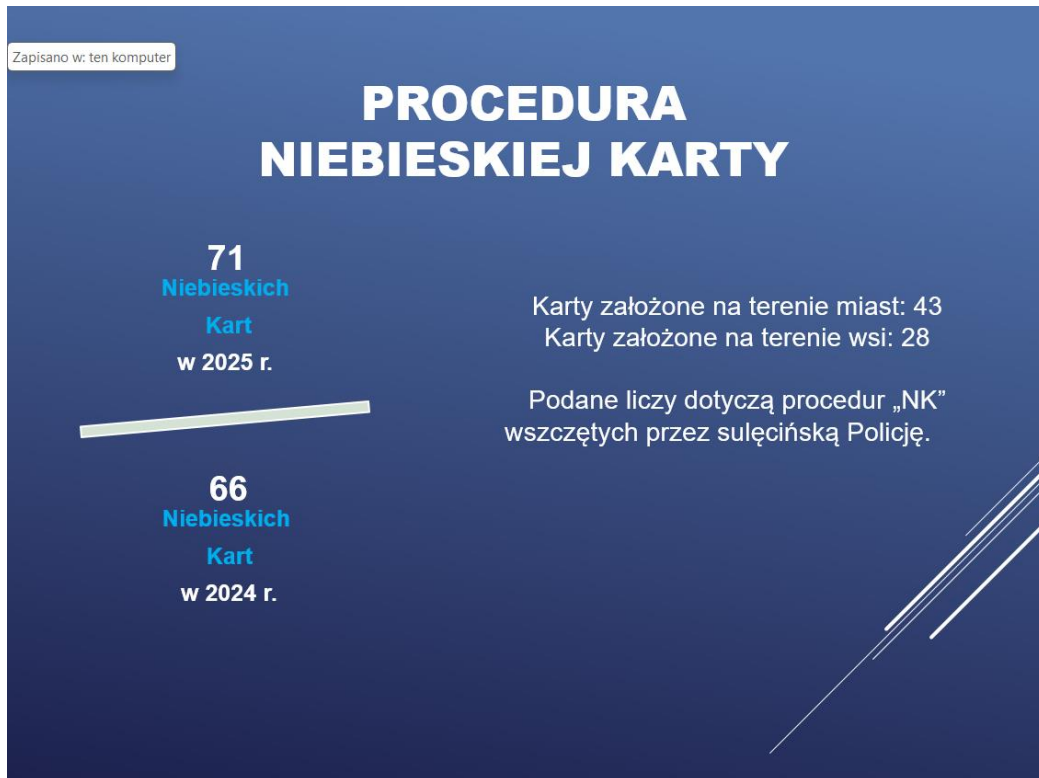 Zapisano w: ten komputer
PROCEDURA
NIEBIESKIEJ KARTY
71
Niebieskich
Kart
w 2025 r.
66
Niebieskich
Kart
w 2024 r.
Karty założone na terenie miast: 43
Karty założone na terenie wsi: 28
Podane liczy dotyczą procedur „NK”
wszczętych przez sulęcińską Policję.